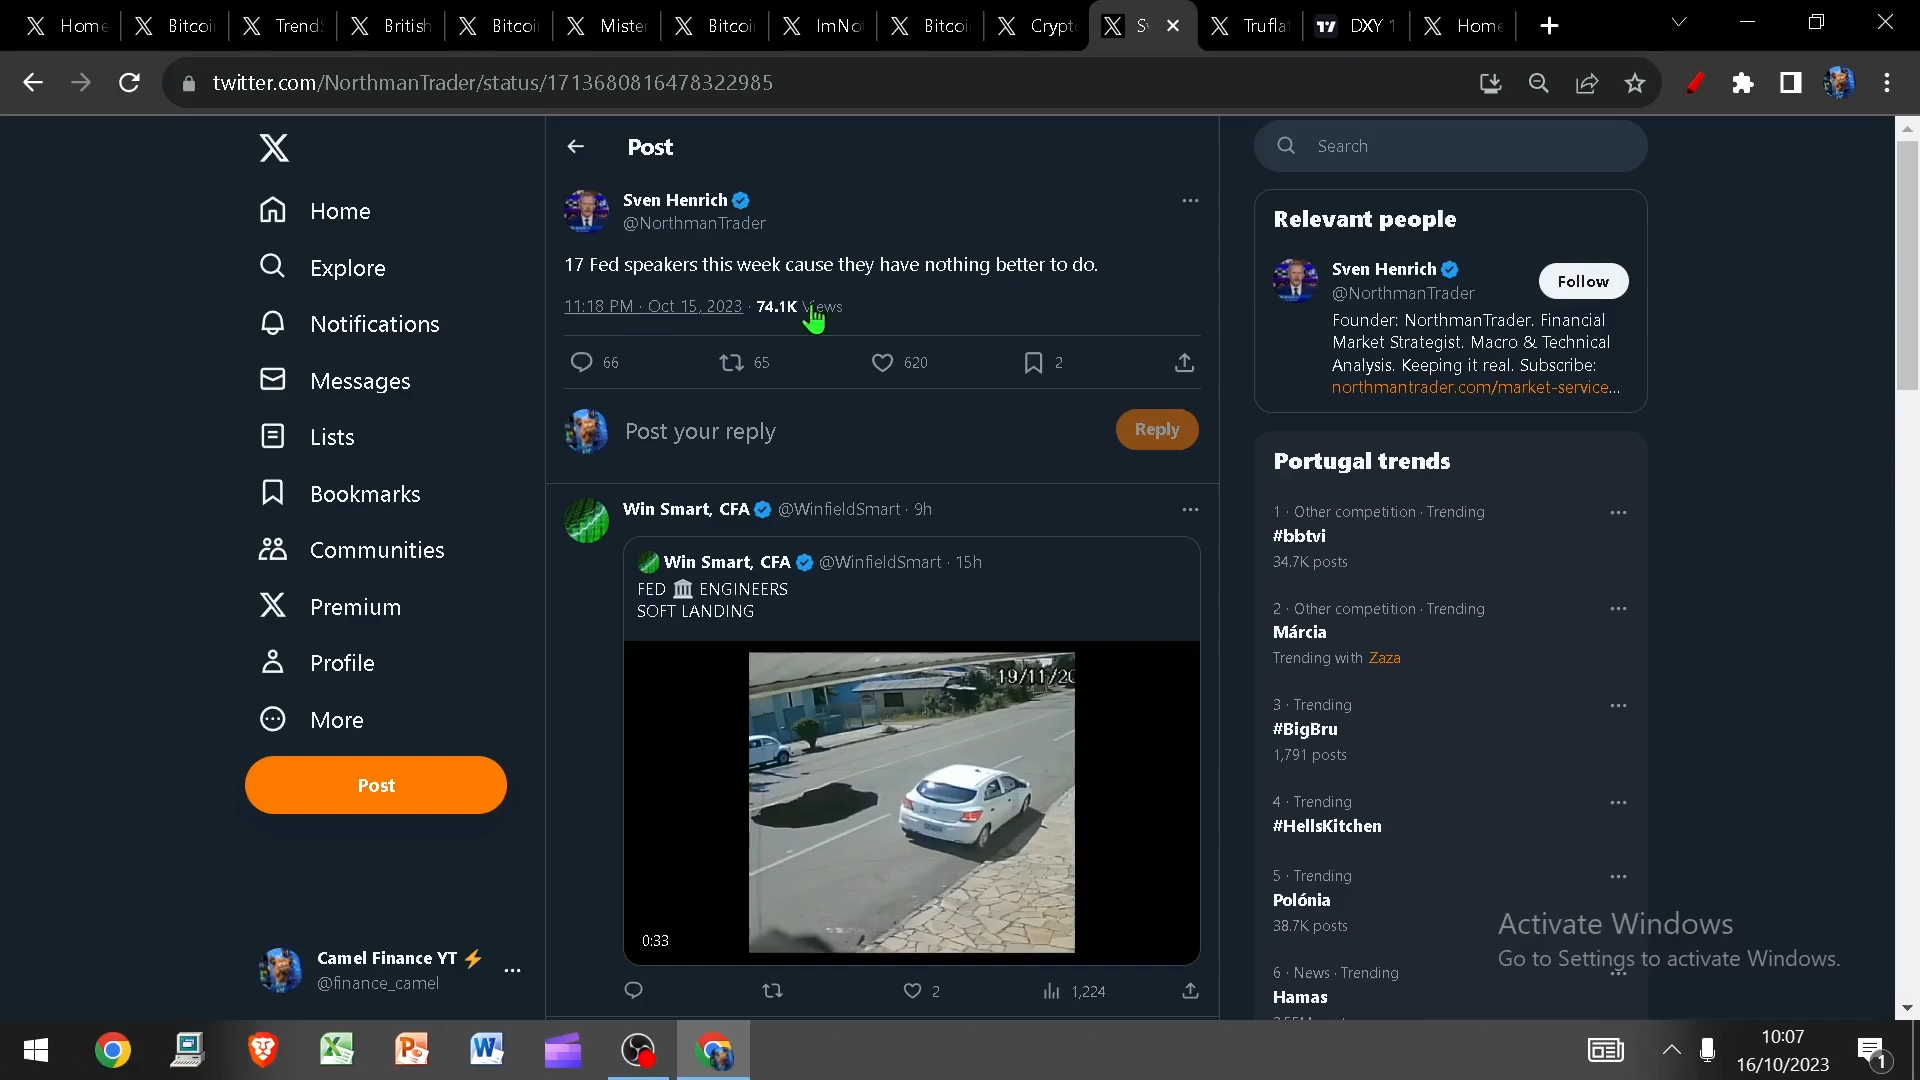 Home
Bitcoi
Trend
British
Bitcoi
Mister
Bitcoi
ImNo
Bitcoi
Crypt
S
Trufla
DXY 1
Home
twitter.com/NorthmanTrader/status/1713680816478322985
Home
Explore
Notifications
Messages
Lists
Bookmarks
Communities
Premium
Profile
More
Post
Camel Finance YT
@finance_camel
Post
Sven Henrich
@NorthmanTrader
17 Fed speakers this week cause they have nothing better to do.
11:18 PM · Oct 15, 2023 · 74.1K Views
66 65 620 2
Post your reply
Reply
Win Smart, CFA @WinfieldSmart · 9h
Win Smart, CFA @WinfieldSmart · 15h
FED 🏛 ENGINEERS
SOFT LANDING
19/11/20
0:33
2 1,224
Search
Relevant people
Sven Henrich
@NorthmanTrader
Follow
Founder: NorthmanTrader. Financial
Market Strategist. Macro & Technical
Analysis. Keeping it real. Subscribe:
northmantrader.com/market-service...
Portugal trends
1 · Other competition · Trending
#bbtvi
34.7K posts
2 · Other competition · Trending
Márcia
Trending with Zaza
3 · Trending
#BigBru
1,791 posts
4 · Trending
#HellsKitchen
5 · Trending
Polónia
38.7K posts
6 · News · Trending
Hamas
Activate Windows
Go to Settings to activate Windows.
10:07
16/10/2023
1